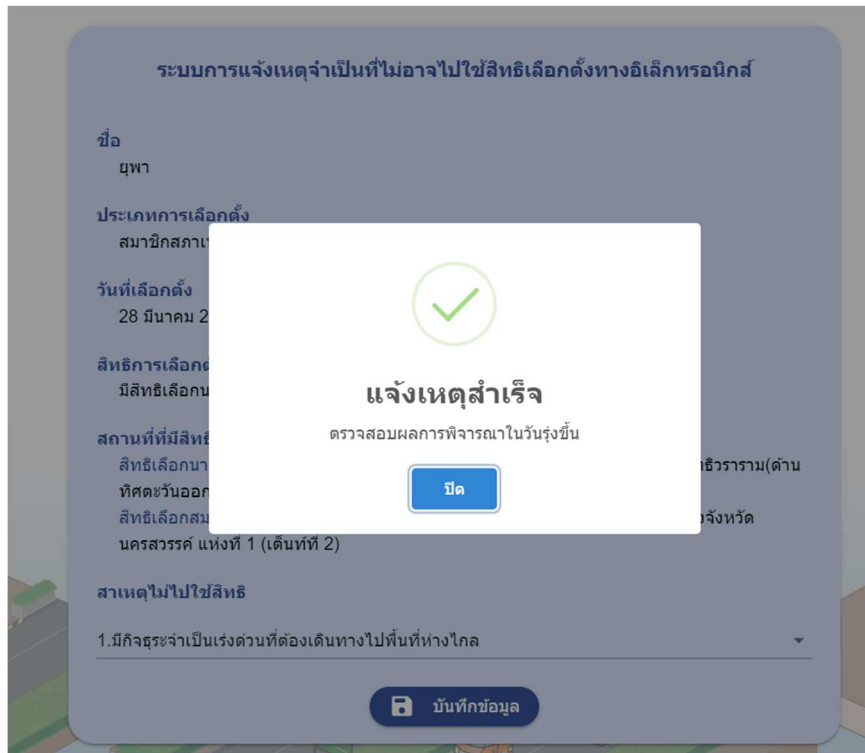 ระบบการแจ้งเหตุจำเป็นที่ไม่อาจไปใช้สิทธิเลือกตั้งทางอิเล็กทรอนิกส์
ชื่อ
ยุพา
ประเภทการเลือกตั้ง
สมาชิกสภาเ
วันที่เลือกตั้ง
28 มีนาคม 2
สิทธิการเลือกต
มีสิทธิเลือกน
สถานที่ที่มีสิทธิ
สิทธิเลือกนา ธิวราราม(ด้าน
ทิศตะวันออก
สิทธิเลือกสม งจังหวัด
นครสวรรค์ แห่งที่ 1 (เต็นท์ที่ 2)
แจ้งเหตุสำเร็จ
ตรวจสอบผลการพิจารณาในวันรุ่งขึ้น
ปิด
สาเหตุไม่ไปใช้สิทธิ
1.มีกิจธุระจำเป็นเร่งด่วนที่ต้องเดินทางไปพื้นที่ห่างไกล
บันทึกข้อมูล